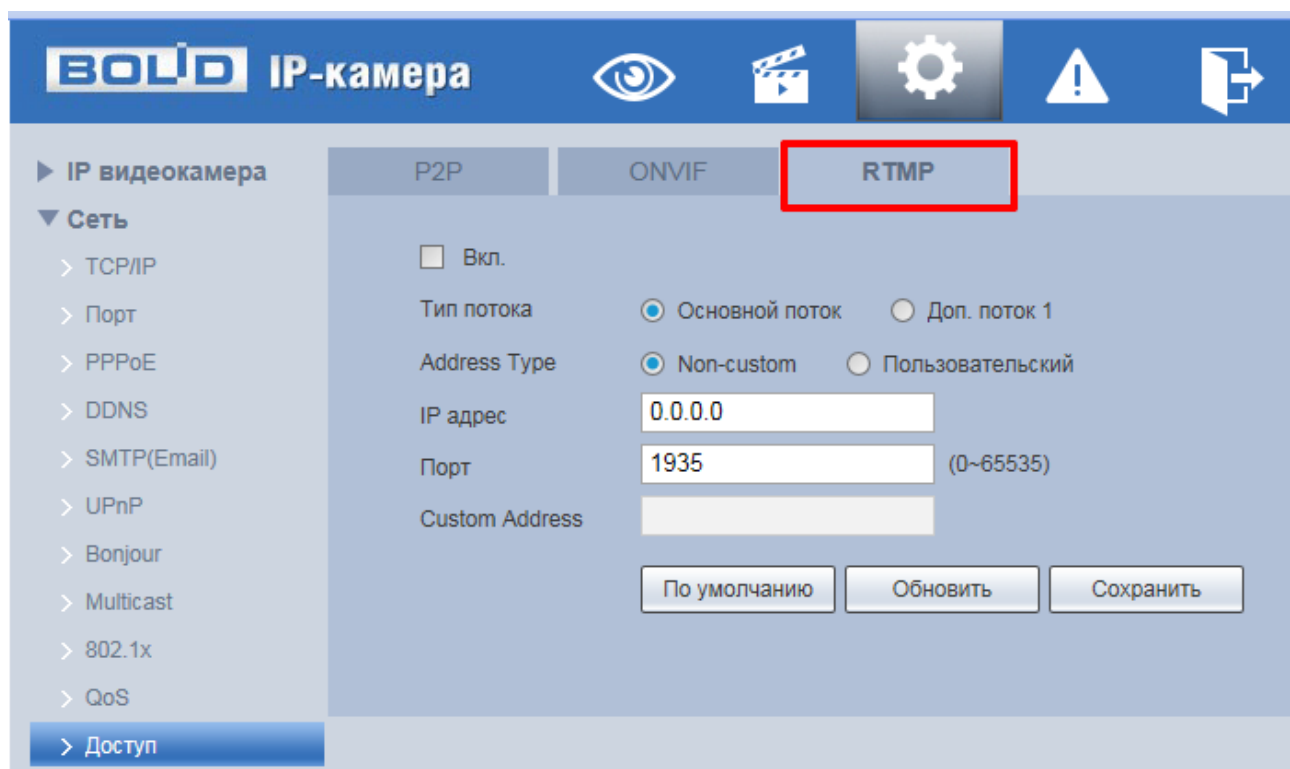 BOLID IP-камера
P2P ONVIF RTMP
IP видеокамера
Сеть
TCP/IP
Порт
PPPoE
DDNS
SMTP(Email)
UPnP
Bonjour
Multicast
802.1x
QoS
Доступ
Вкл.
Тип потока Основной поток Доп. поток 1
Address Type Non-custom Пользовательский
IP адрес 0.0.0.0
Порт 1935 (0~65535)
Custom Address
По умолчанию Обновить Сохранить